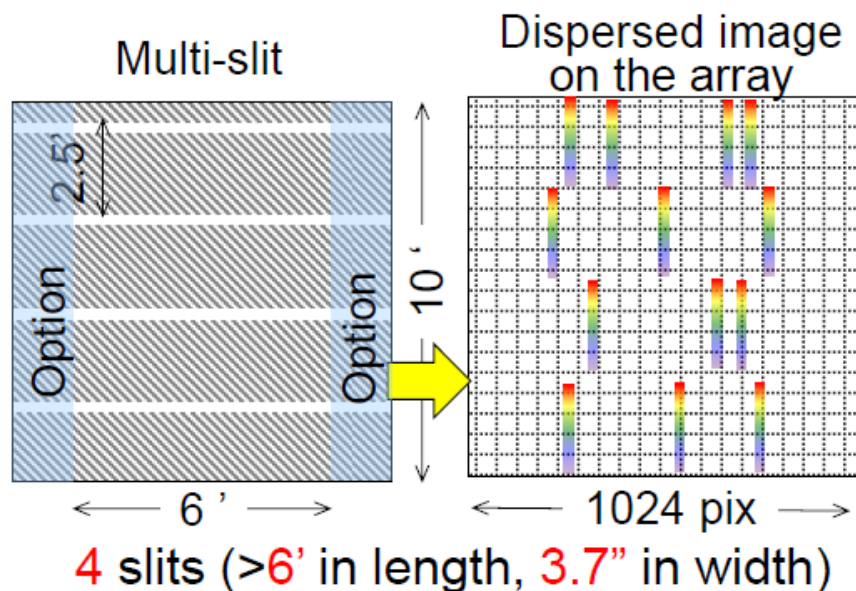 Multi-slit
Dispersed image
on the array
2.5’
Option
Option
10 ‘
6 ’
1024 pix
4 slits (>6’ in length, 3.7” in width)